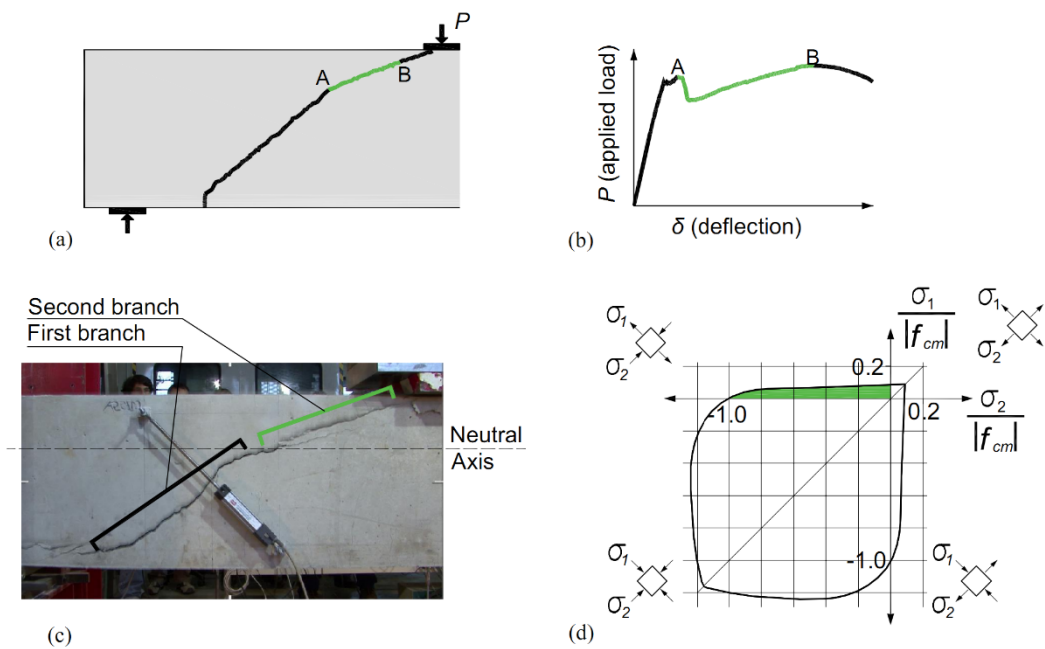 P
A
B
(a)
P (applied load)
A
B
δ (deflection)
(b)
Second branch
First branch
Neutral
Axis
(c)
σ1
σ2
σ1
|fcm|
σ1
σ2
0.2
σ2
|fcm|
-1.0
0.2
-1.0
σ1
σ2
σ1
σ2
(d)